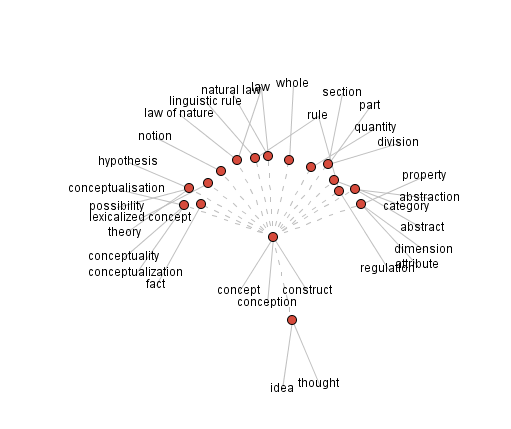 law
whole
natural law
section
linguistic rule
part
law of nature
rule
quantity
notion
division
hypothesis
property
conceptualisation
abstraction
possibility
category
lexicalized concept
abstract
theory
dimension
conceptuality
attribute
regulation
conceptualization
fact
concept
construct
conception
idea
thought